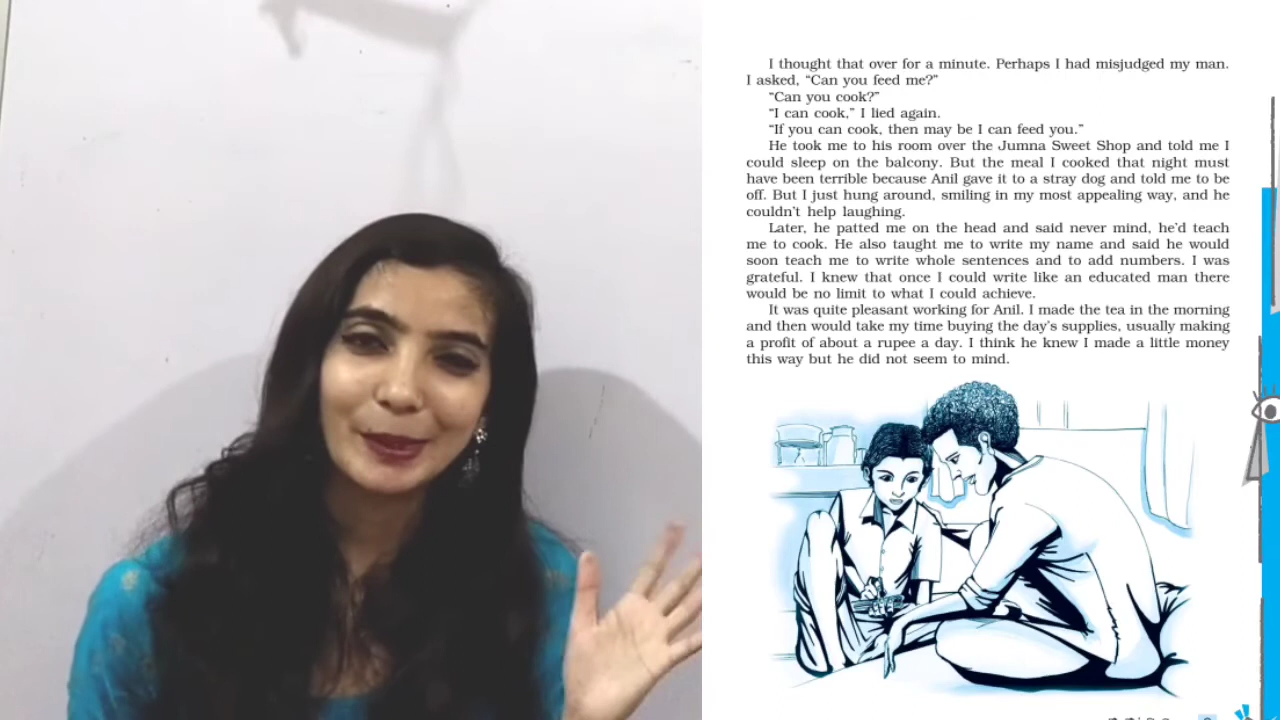 I thought that over for a minute. Perhaps I had misjudged my man.
I asked, “Can you feed me?”
“Can you cook?”
“I can cook,” I lied again.
“If you can cook, then may be I can feed you.”
He took me to his room over the Jumna Sweet Shop and told me I
could sleep on the balcony. But the meal I cooked that night must
have been terrible because Anil gave it to a stray dog and told me to be
off. But I just hung around, smiling in my most appealing way, and he
couldn’t help laughing.
Later, he patted me on the head and said never mind, he’d teach
me to cook. He also taught me to write my name and said he would
soon teach me to write whole sentences and to add numbers. I was
grateful. I knew that once I could write like an educated man there
would be no limit to what I could achieve.
It was quite pleasant working for Anil. I made the tea in the morning
and then would take my time buying the day’s supplies, usually making
a profit of about a rupee a day. I think he knew I made a little money
this way but he did not seem to mind.